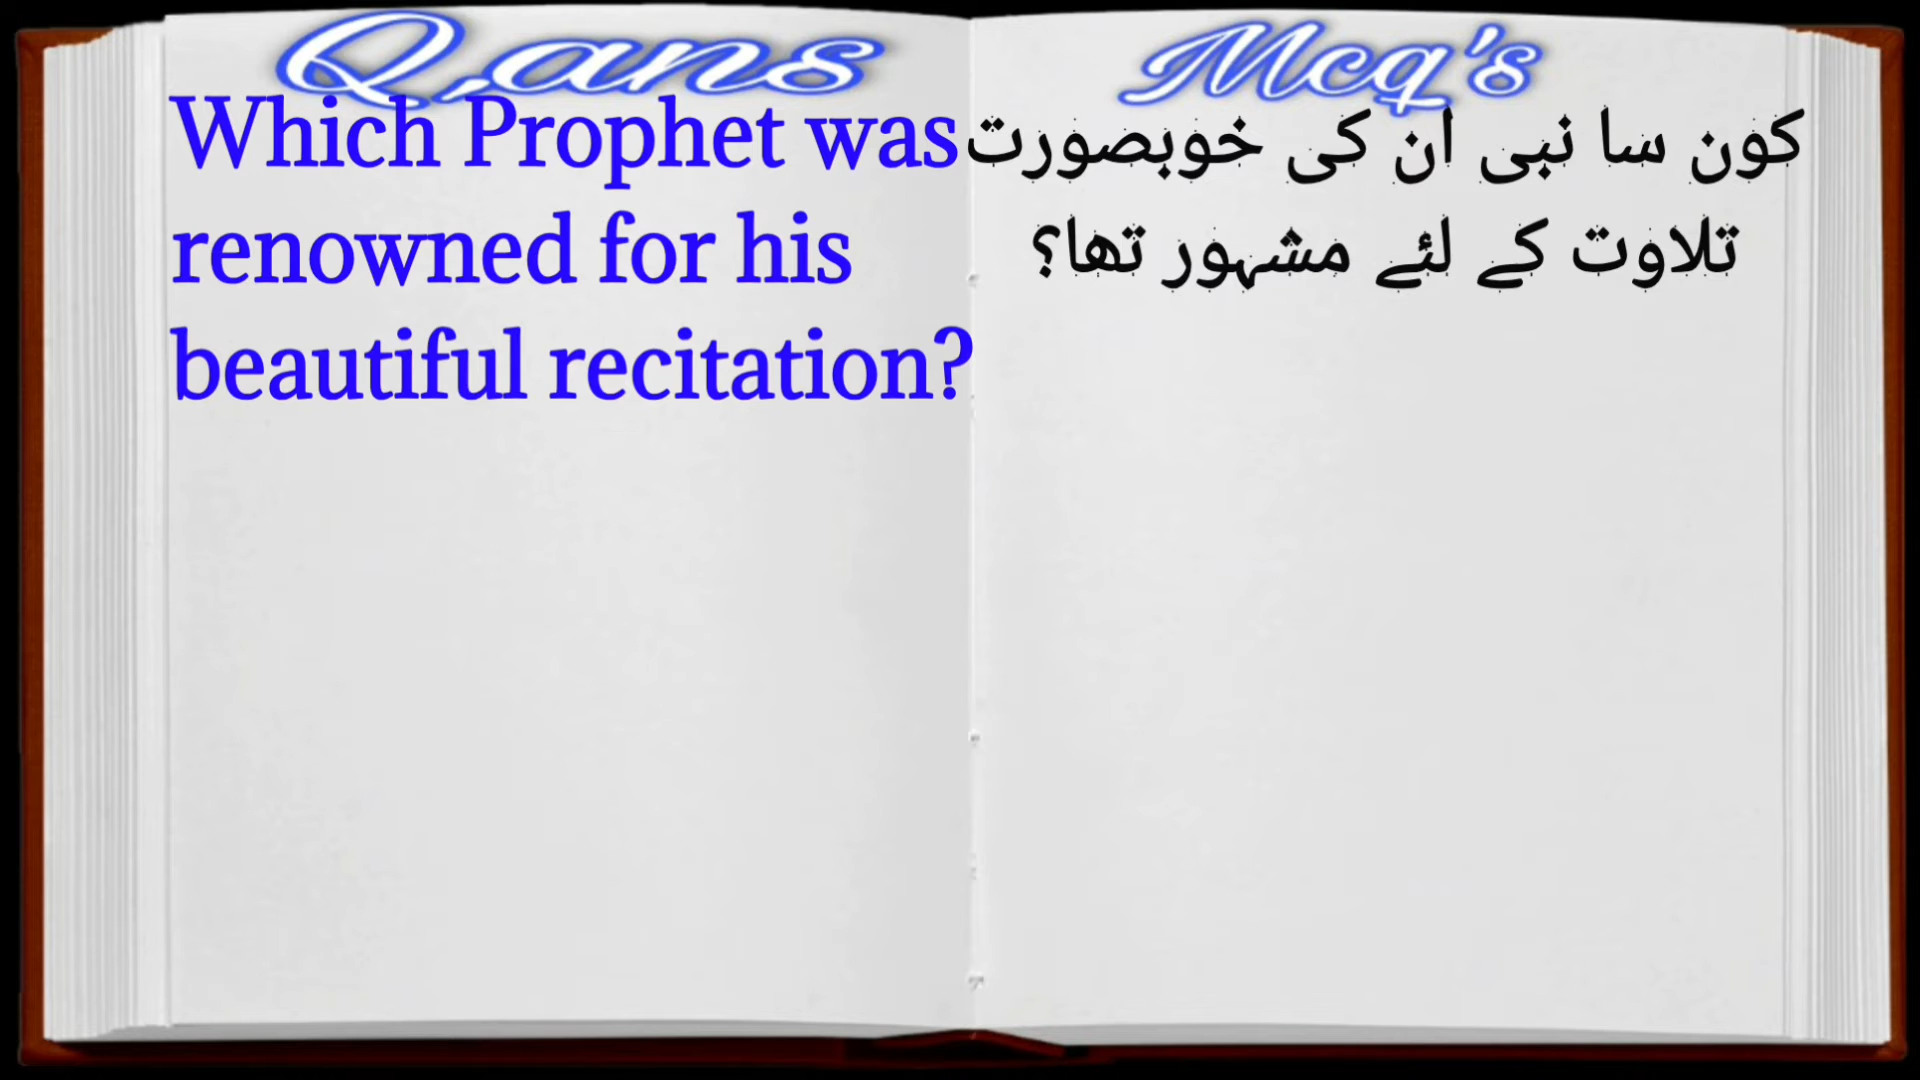 Q,ans
Which Prophet was
renowned for his
beautiful recitation?
Mcq's
کون سا نبی ان کی خوبصورت
تلاوت کے لئے مشہور تھا؟